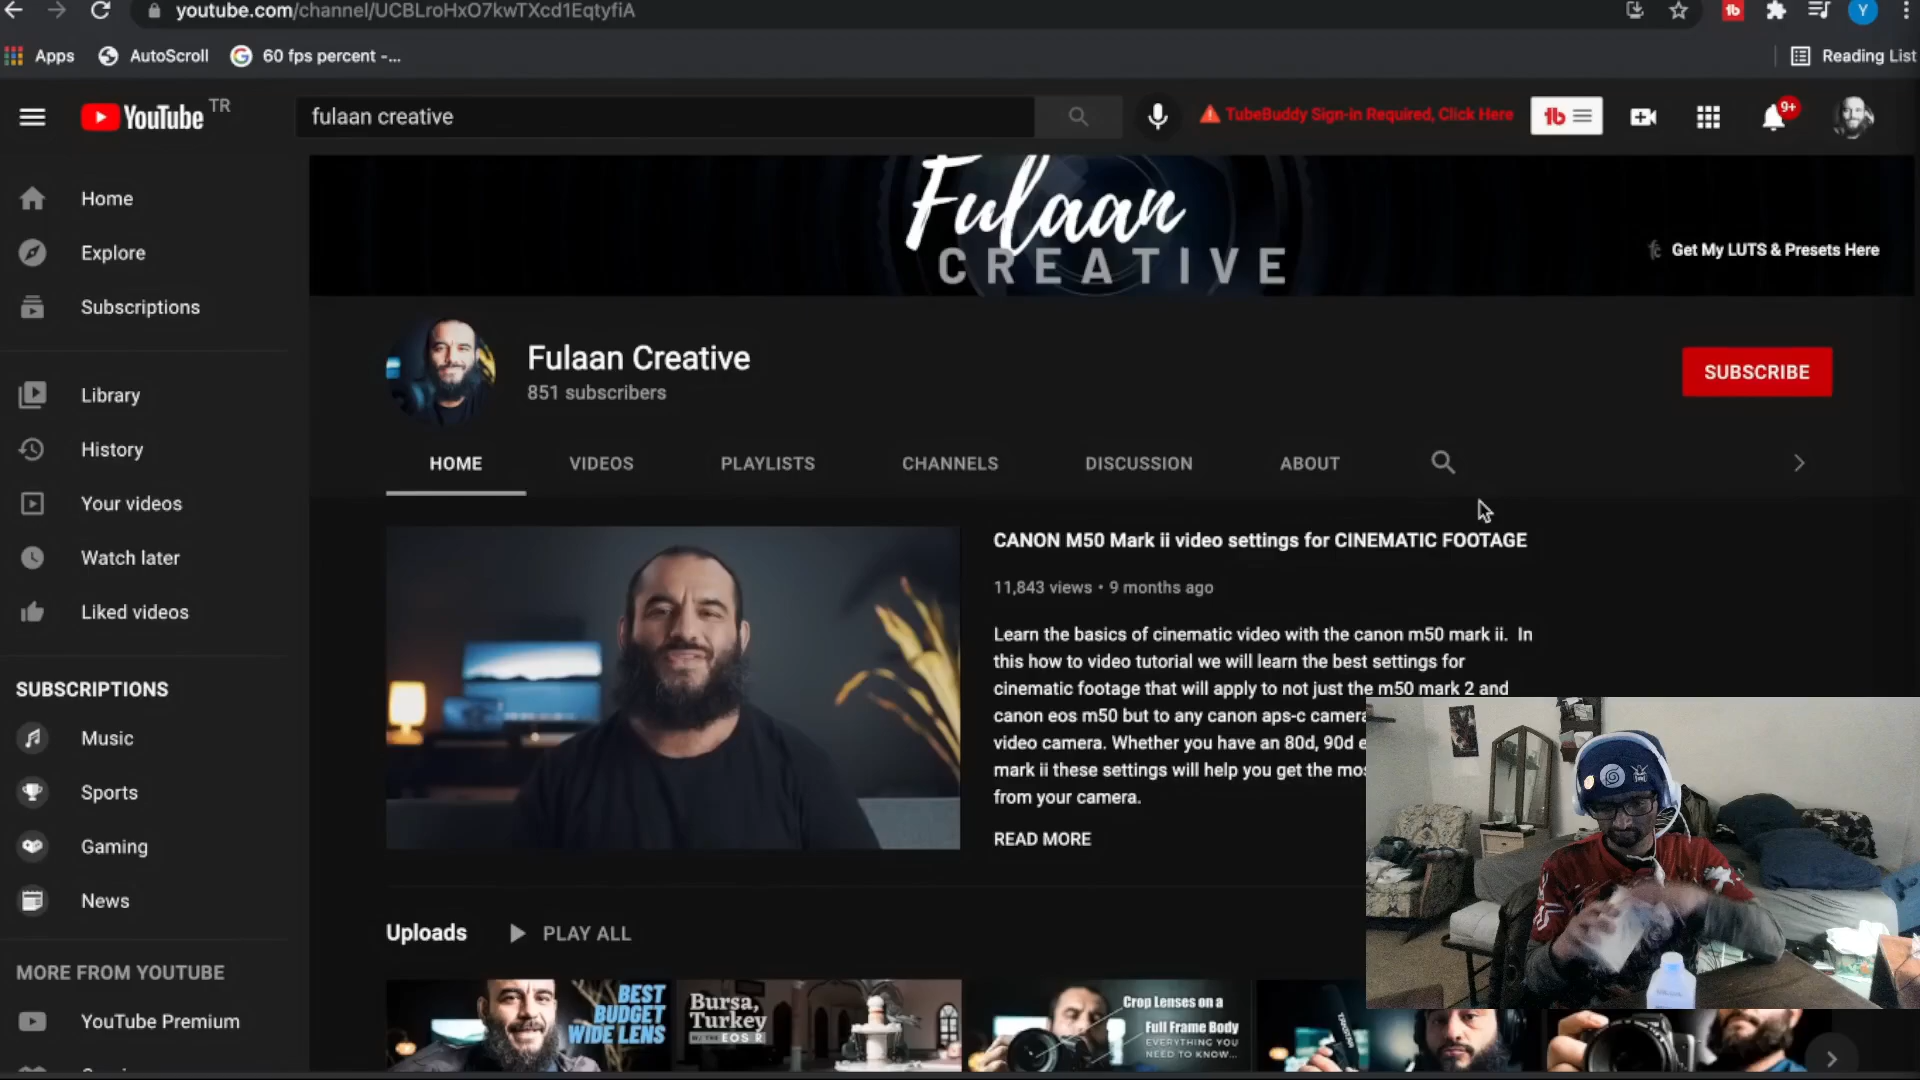 youtube.com/channel/UCBLroHxO7kwTXcd1EqtyfiA
Apps
AutoScroll
60 fps percent -...
Reading List
YouTube TR
fulaan creative
TubeBuddy Sign-in Required, Click Here
9+
Y
Home
Explore
Subscriptions
Library
History
Your videos
Watch later
Liked videos
SUBSCRIPTIONS
Music
Sports
Gaming
News
MORE FROM YOUTUBE
YouTube Premium
Fulaan
CREATIVE
Get My LUTS & Presets Here
Fulaan Creative
851 subscribers
SUBSCRIBE
HOME
VIDEOS
PLAYLISTS
CHANNELS
DISCUSSION
ABOUT
CANON M50 Mark ii video settings for CINEMATIC FOOTAGE
11,843 views • 9 months ago
Learn the basics of cinematic video with the canon m50 mark ii. In
this how to video tutorial we will learn the best settings for
cinematic footage that will apply to not just the m50 mark 2 and
canon eos m50 but to any canon aps-c camera
video camera. Whether you have an 80d, 90d e
mark ii these settings will help you get the mos
from your camera.
READ MORE
Uploads
PLAY ALL
BEST
BUDGET
WIDE LENS
Bursa,
Turkey
W/ THE EOS R
Crop Lenses on a
Full Frame Body
EVERYTHING YOU
NEED TO KNOW...